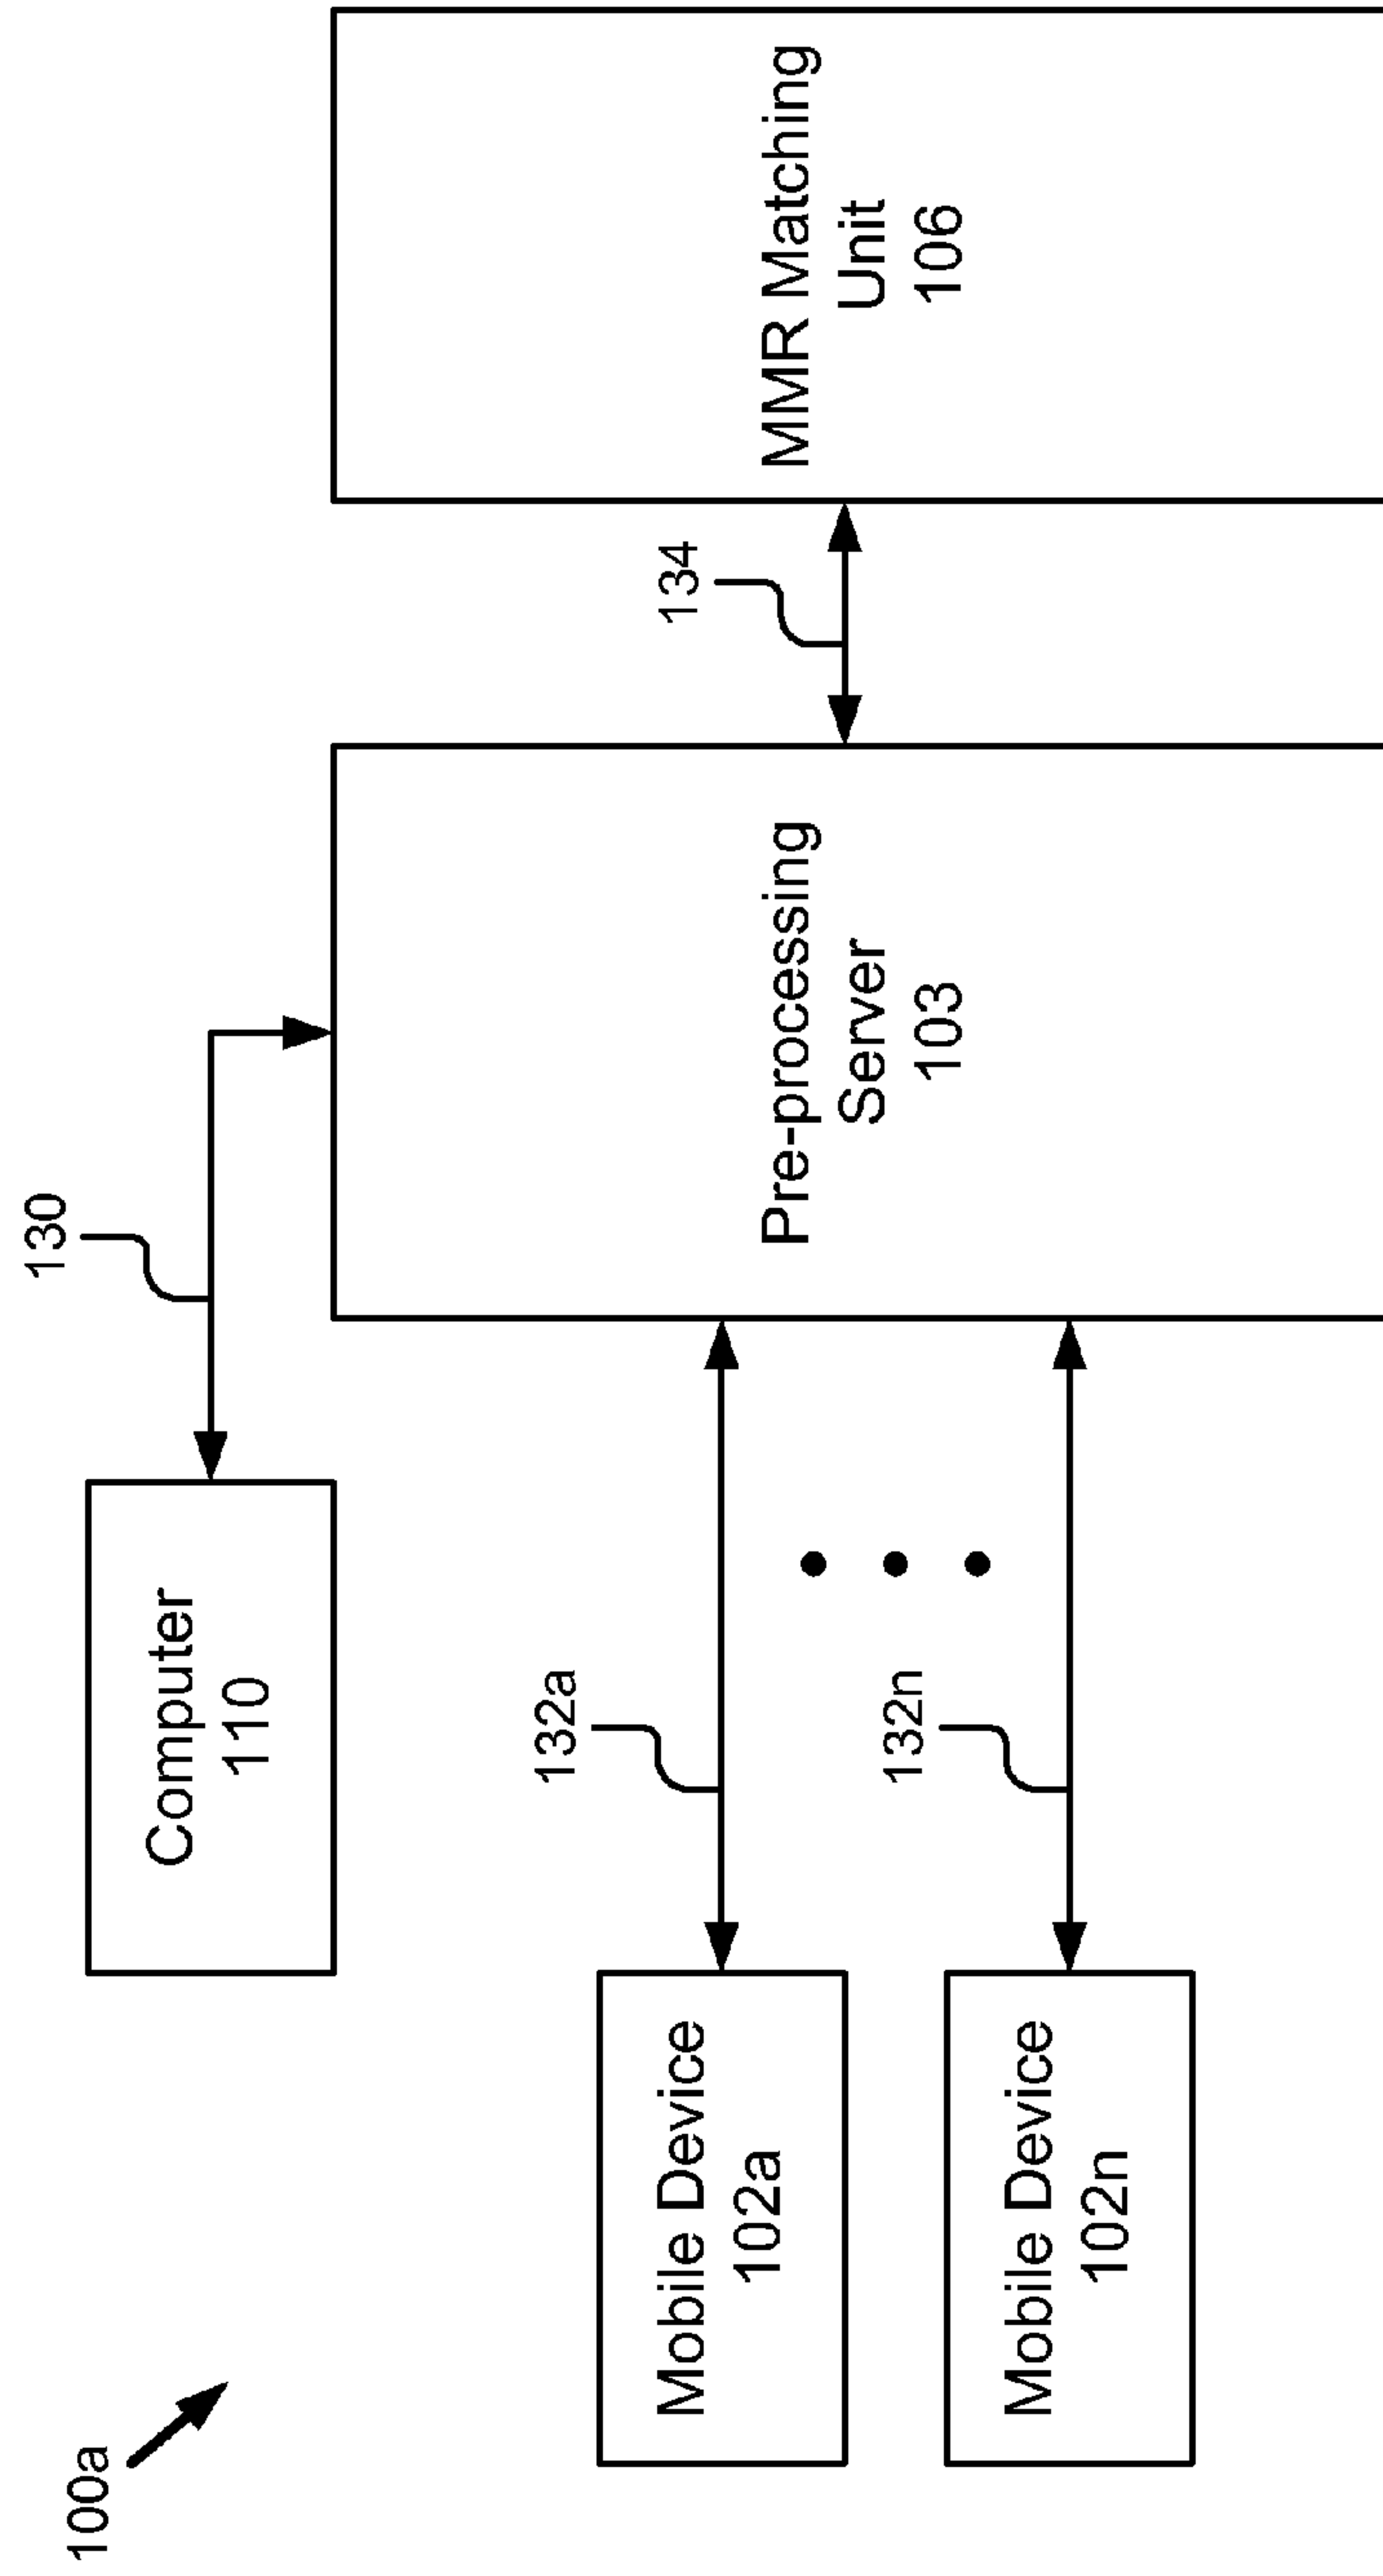 100a
130
Computer
110
134
132a
132n
Mobile Device
102a
Mobile Device
102n
Pre-processing
Server
103
MMR Matching
Unit
106